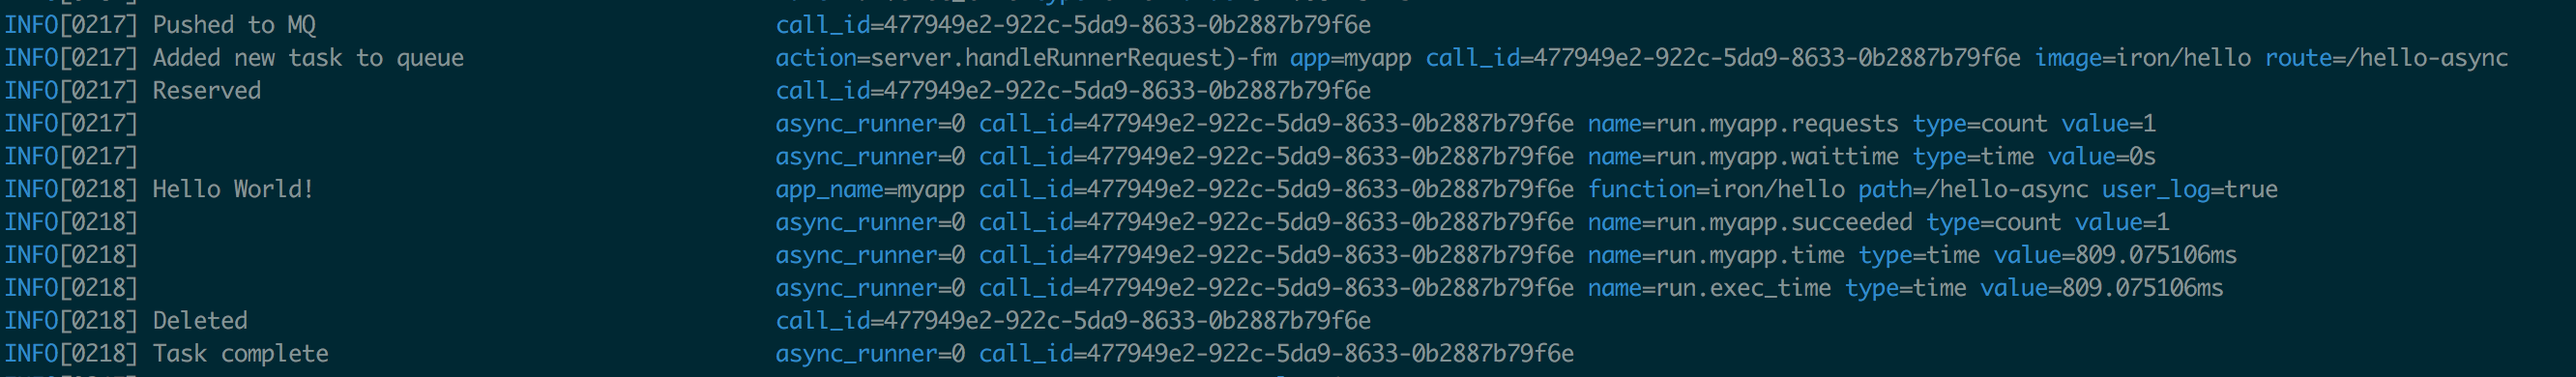 INFO[0217] Pushed to MQ call_id=477949e2-922c-5da9-8633-0b2887b79f6e
INFO[0217] Added new task to queue action=server.handleRunnerRequest)-fm app=myapp call_id=477949e2-922c-5da9-8633-0b2887b79f6e image=iron/hello route=/hello-async
INFO[0217] Reserved call_id=477949e2-922c-5da9-8633-0b2887b79f6e
INFO[0217] async_runner=0 call_id=477949e2-922c-5da9-8633-0b2887b79f6e name=run.myapp.requests type=count value=1
INFO[0217] async_runner=0 call_id=477949e2-922c-5da9-8633-0b2887b79f6e name=run.myapp.waittime type=time value=0s
INFO[0218] Hello World! app_name=myapp call_id=477949e2-922c-5da9-8633-0b2887b79f6e function=iron/hello path=/hello-async user_log=true
INFO[0218] async_runner=0 call_id=477949e2-922c-5da9-8633-0b2887b79f6e name=run.myapp.succeeded type=count value=1
INFO[0218] async_runner=0 call_id=477949e2-922c-5da9-8633-0b2887b79f6e name=run.myapp.time type=time value=809.075106ms
INFO[0218] async_runner=0 call_id=477949e2-922c-5da9-8633-0b2887b79f6e name=run.exec_time type=time value=809.075106ms
INFO[0218] Deleted call_id=477949e2-922c-5da9-8633-0b2887b79f6e
INFO[0218] Task complete async_runner=0 call_id=477949e2-922c-5da9-8633-0b2887b79f6e